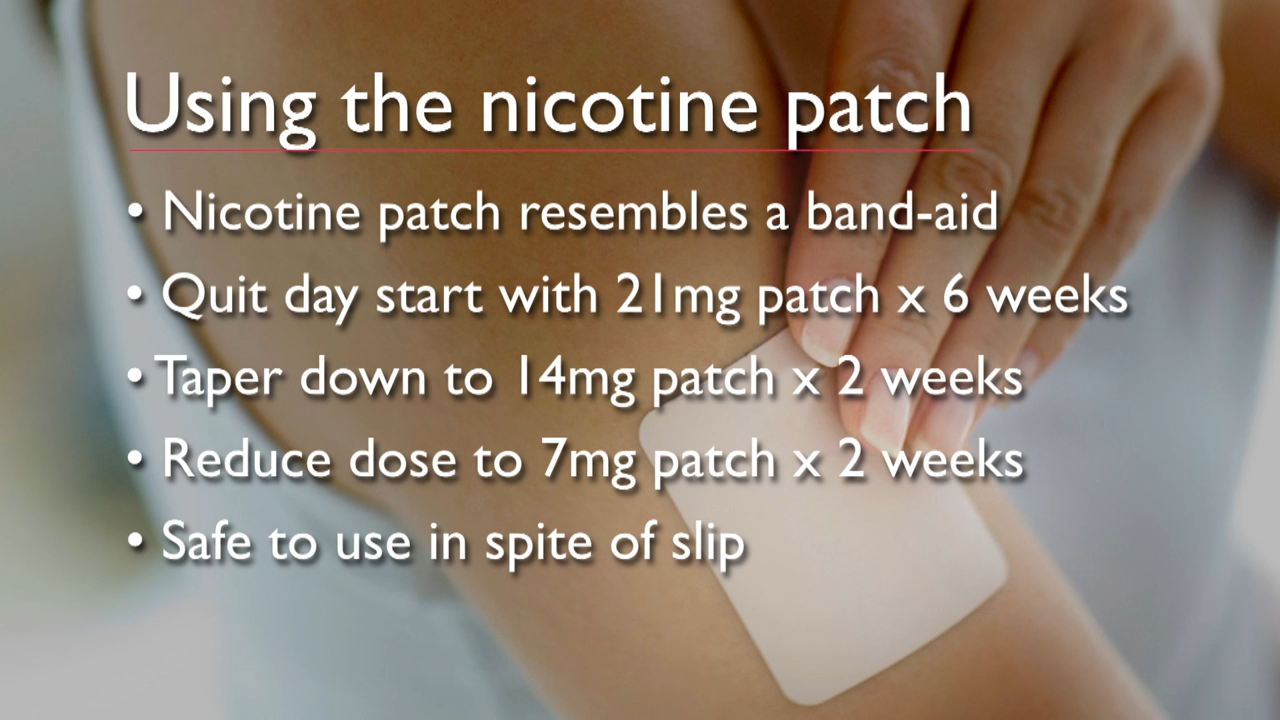 Using the nicotine patch
• Nicotine patch resembles a band-aid
• Quit day start with 21mg patch x 6 weeks
• Taper down to 14mg patch x 2 weeks
• Reduce dose to 7mg patch x 2 weeks
• Safe to use in spite of slip